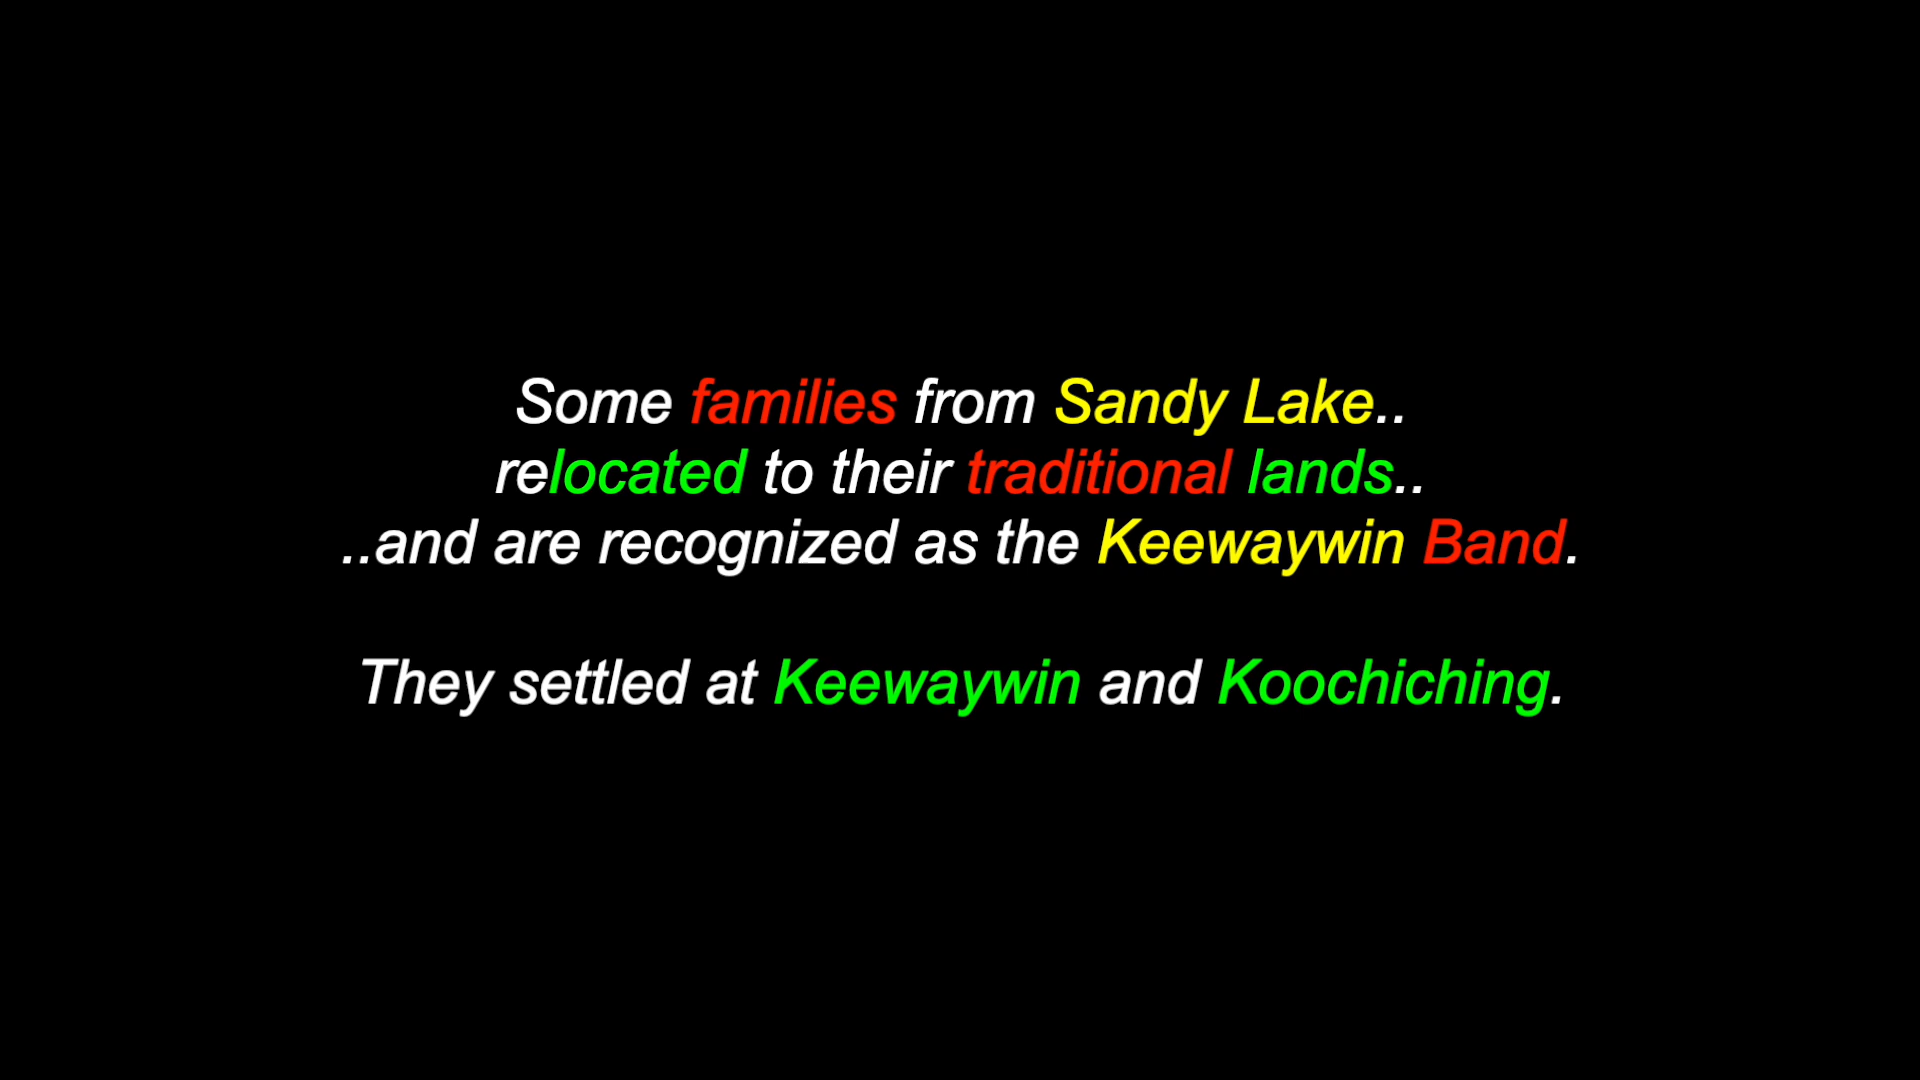 Some families from Sandy Lake..
relocated to their traditional lands..
..and are recognized as the Keewaywin Band.
They settled at Keewaywin and Koochiching.